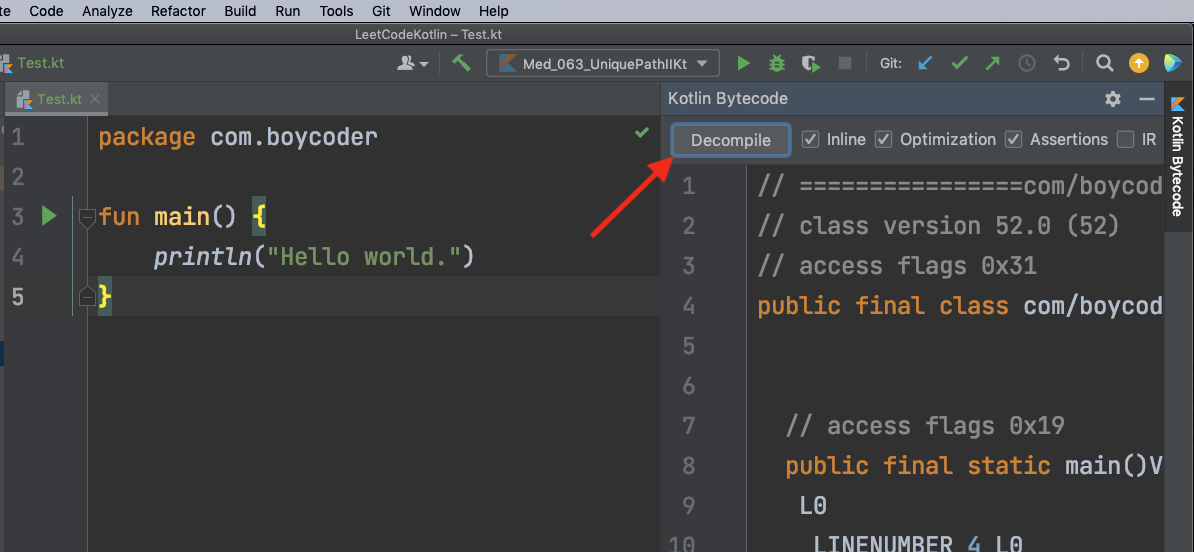 te Code Analyze Refactor Build Run Tools Git Window Help
LeetCodeKotlin – Test.kt
Test.kt
Med_063_UniquePathIIKt
Git:
Test.kt
1 package com.boycoder
2
3 fun main() {
4 println("Hello world.")
5 }
Kotlin Bytecode
Decompile Inline Optimization Assertions IR
1 // ================com/boycod
2 // class version 52.0 (52)
3 // access flags 0x31
4 public final class com/boycod
5
6
7 // access flags 0x19
8 public final static main()V
9 L0
10 LINENUMBER 4 L0
Kotlin Bytecode